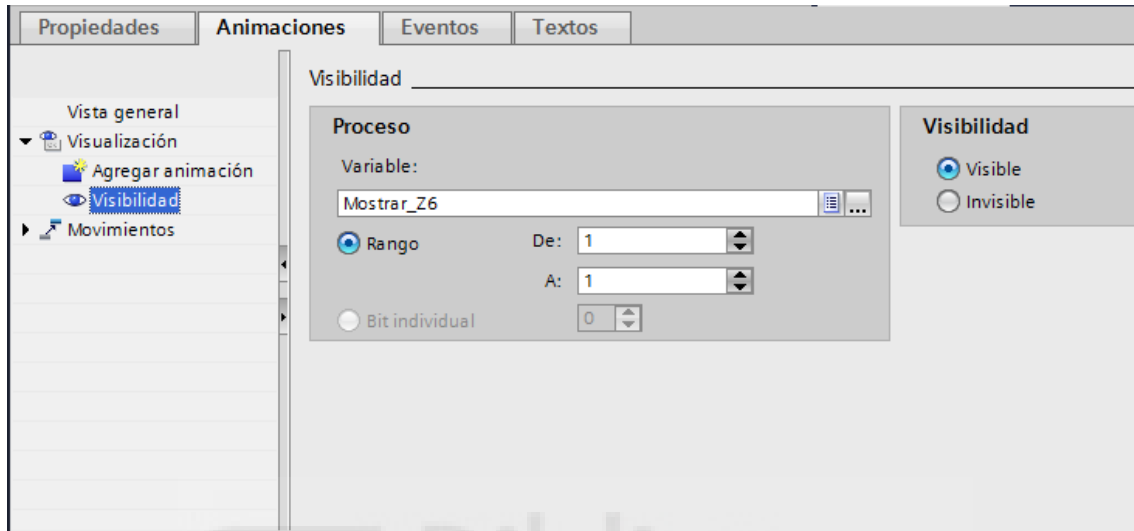 Propiedades
Animaciones
Eventos
Textos
Vista general
Visualización
Agregar animación
Visibilidad
Movimientos
Visibilidad
Proceso
Variable:
Mostrar_Z6
...
Rango
De: 1
A: 1
Bit individual
0
Visibilidad
Visible
Invisible